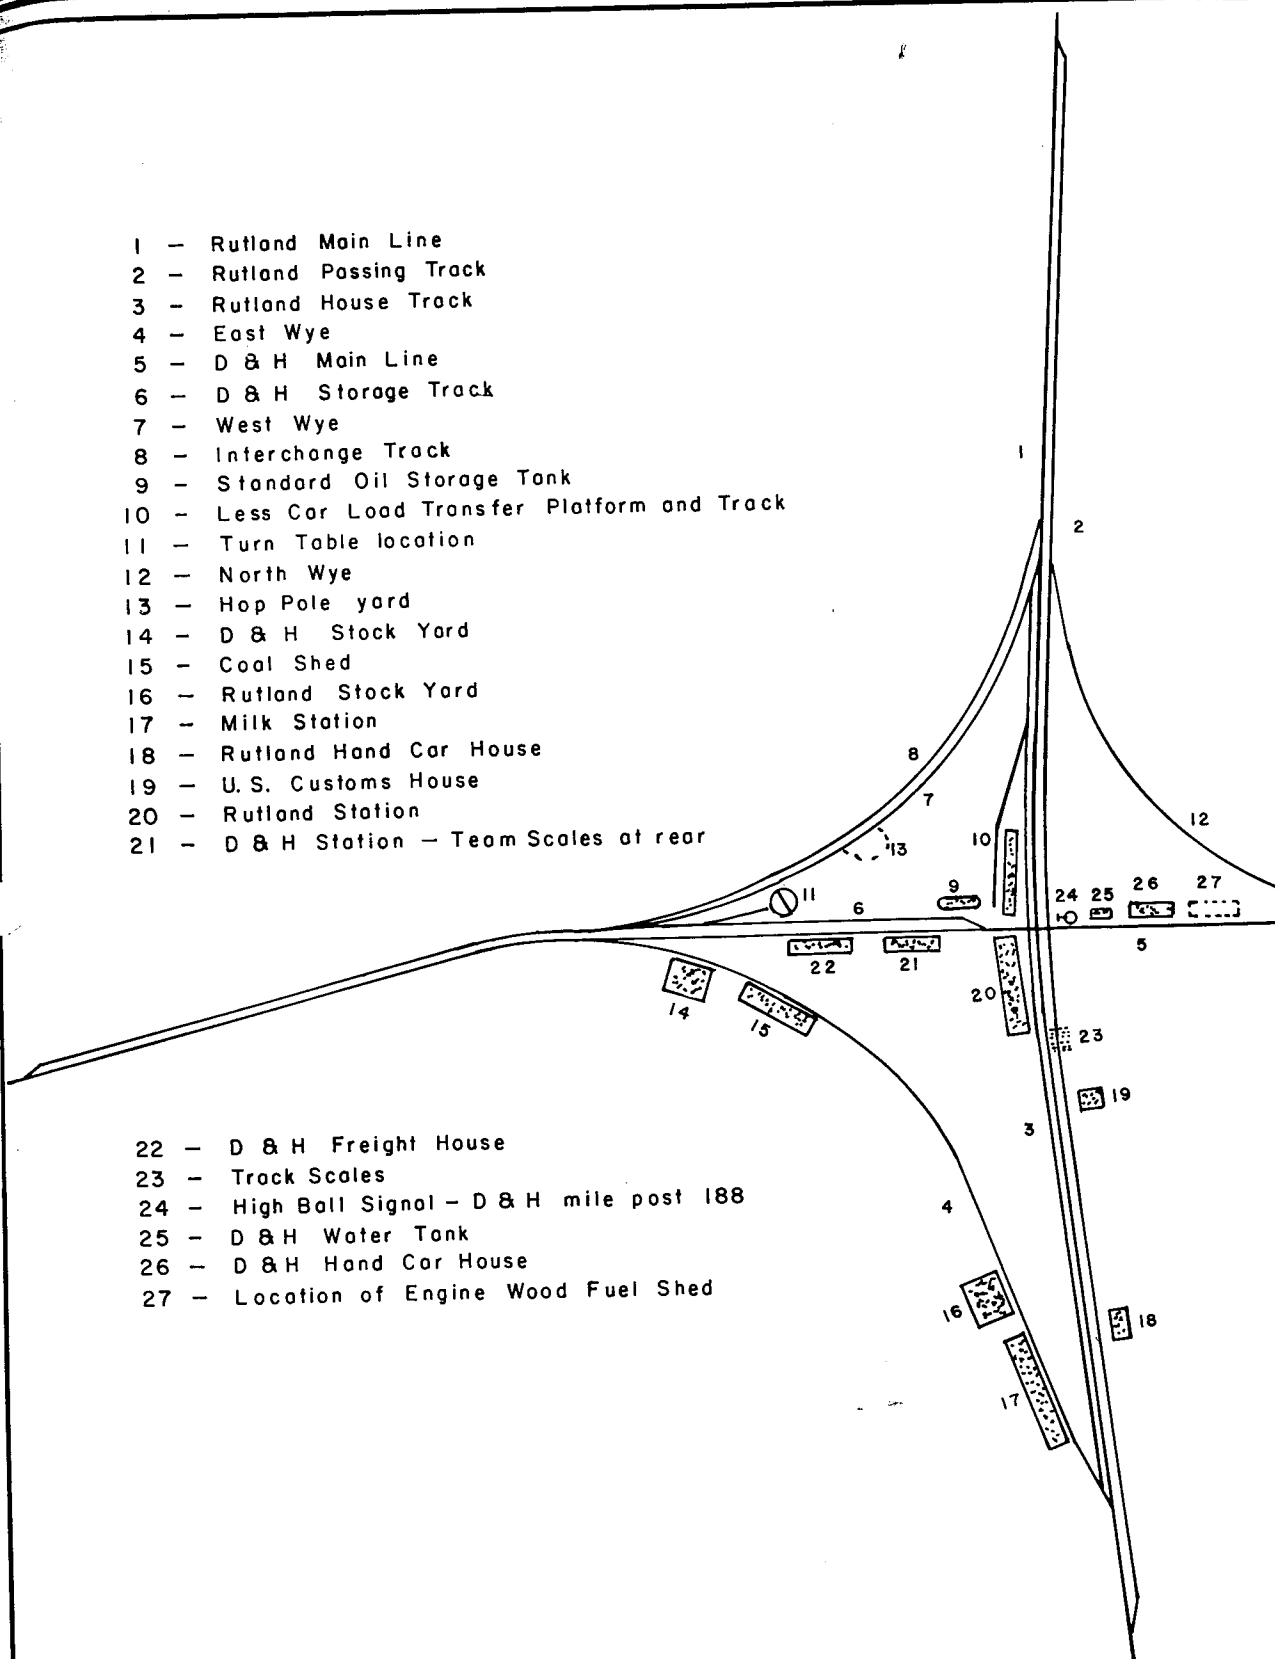 1 – Rutland Main Line
2 – Rutland Passing Track
3 – Rutland House Track
4 – East Wye
5 – D & H Main Line
6 – D & H Storage Track
7 – West Wye
8 – Interchange Track
9 – Standard Oil Storage Tank
10 – Less Car Load Transfer Platform and Track
11 – Turn Table location
12 – North Wye
13 – Hop Pole yard
14 – D & H Stock Yard
15 – Coal Shed
16 – Rutland Stock Yard
17 – Milk Station
18 – Rutland Hand Car House
19 – U.S. Customs House
20 – Rutland Station
21 – D & H Station – Team Scales at rear
1
2
8
7
12
10
13
9
11
6
24 25 26 27
5
22 21
20
14
15
23
19
3
4
16
18
17
22 – D & H Freight House
23 – Track Scales
24 – High Ball Signal – D & H mile post 188
25 – D & H Water Tank
26 – D & H Hand Car House
27 – Location of Engine Wood Fuel Shed